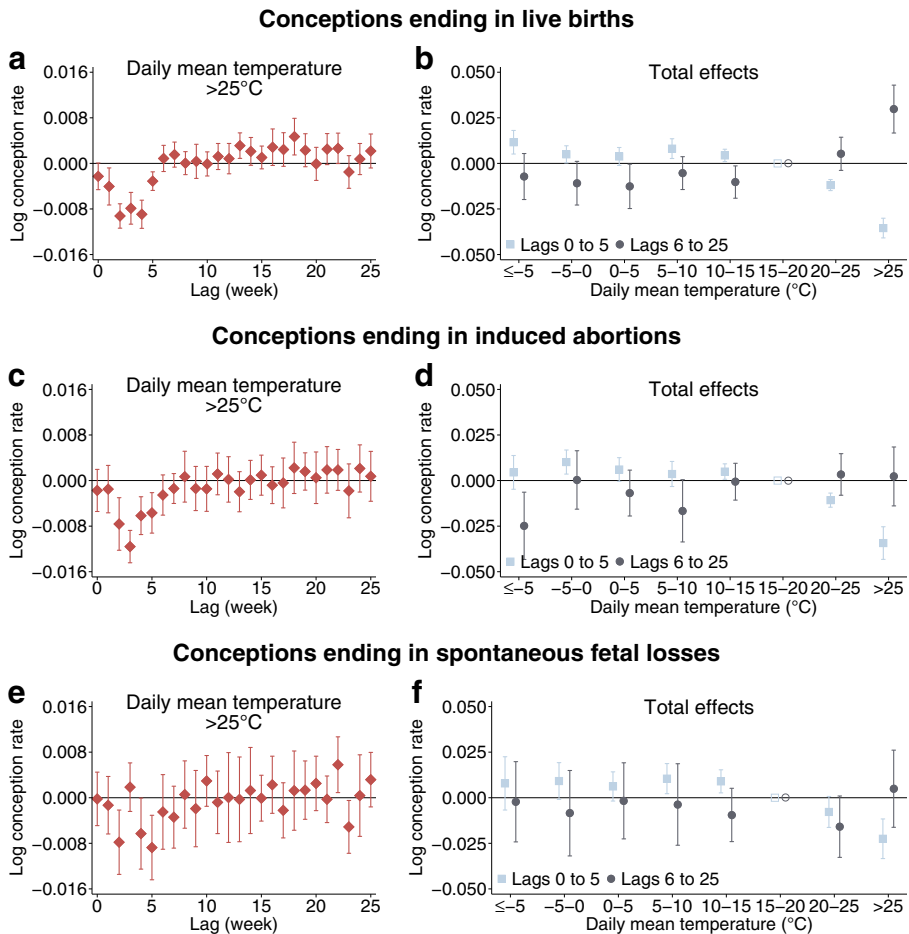 Conceptions ending in live births
a
Daily mean temperature
>25°C
Log conception rate
0.016
0.008
0.000
−0.008
−0.016
0 5 10 15 20 25
Lag (week)
b
Total effects
Log conception rate
0.050
0.025
0.000
−0.025
−0.050
Lags 0 to 5 Lags 6 to 25
≤−5 −5−0 0−5 5−10 10−15 15−20 20−25 >25
Daily mean temperature (°C)
Conceptions ending in induced abortions
c
Daily mean temperature
>25°C
Log conception rate
0.016
0.008
0.000
−0.008
−0.016
0 5 10 15 20 25
Lag (week)
d
Total effects
Log conception rate
0.050
0.025
0.000
−0.025
−0.050
Lags 0 to 5 Lags 6 to 25
≤−5 −5−0 0−5 5−10 10−15 15−20 20−25 >25
Daily mean temperature (°C)
Conceptions ending in spontaneous fetal losses
e
Daily mean temperature
>25°C
Log conception rate
0.016
0.008
0.000
−0.008
−0.016
0 5 10 15 20 25
Lag (week)
f
Total effects
Log conception rate
0.050
0.025
0.000
−0.025
−0.050
Lags 0 to 5 Lags 6 to 25
≤−5 −5−0 0−5 5−10 10−15 15−20 20−25 >25
Daily mean temperature (°C)